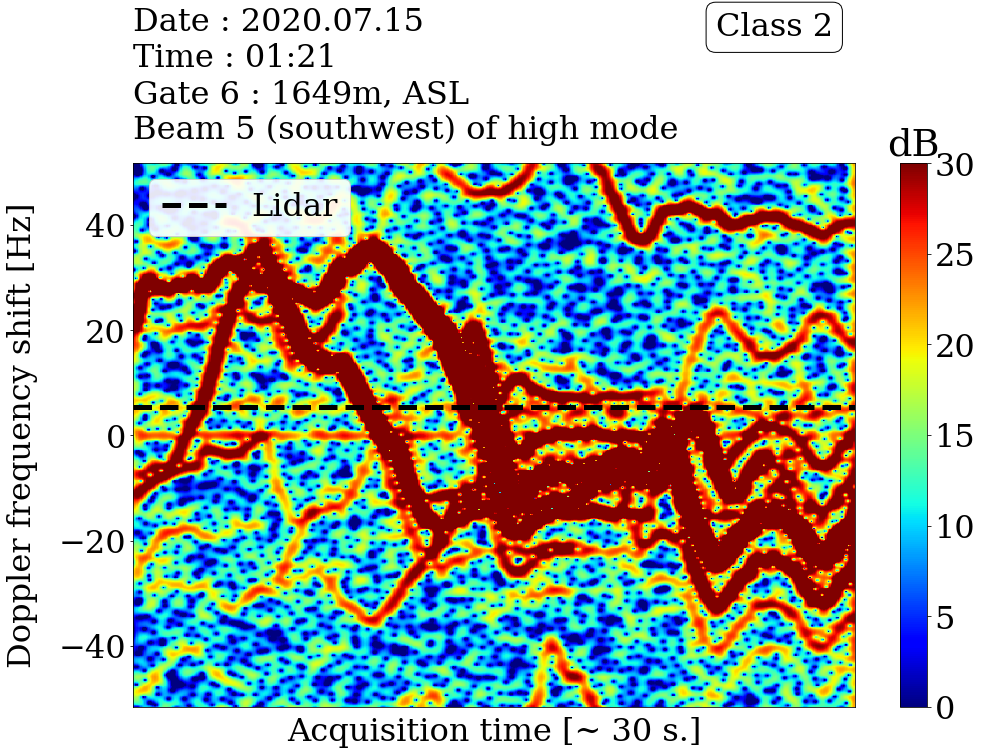 Date : 2020.07.15
Time : 01:21
Gate 6 : 1649m, ASL
Beam 5 (southwest) of high mode
Class 2
dB
Lidar
Doppler frequency shift [Hz]
40
20
0
−20
−40
Acquisition time [~ 30 s.]
30
25
20
15
10
5
0